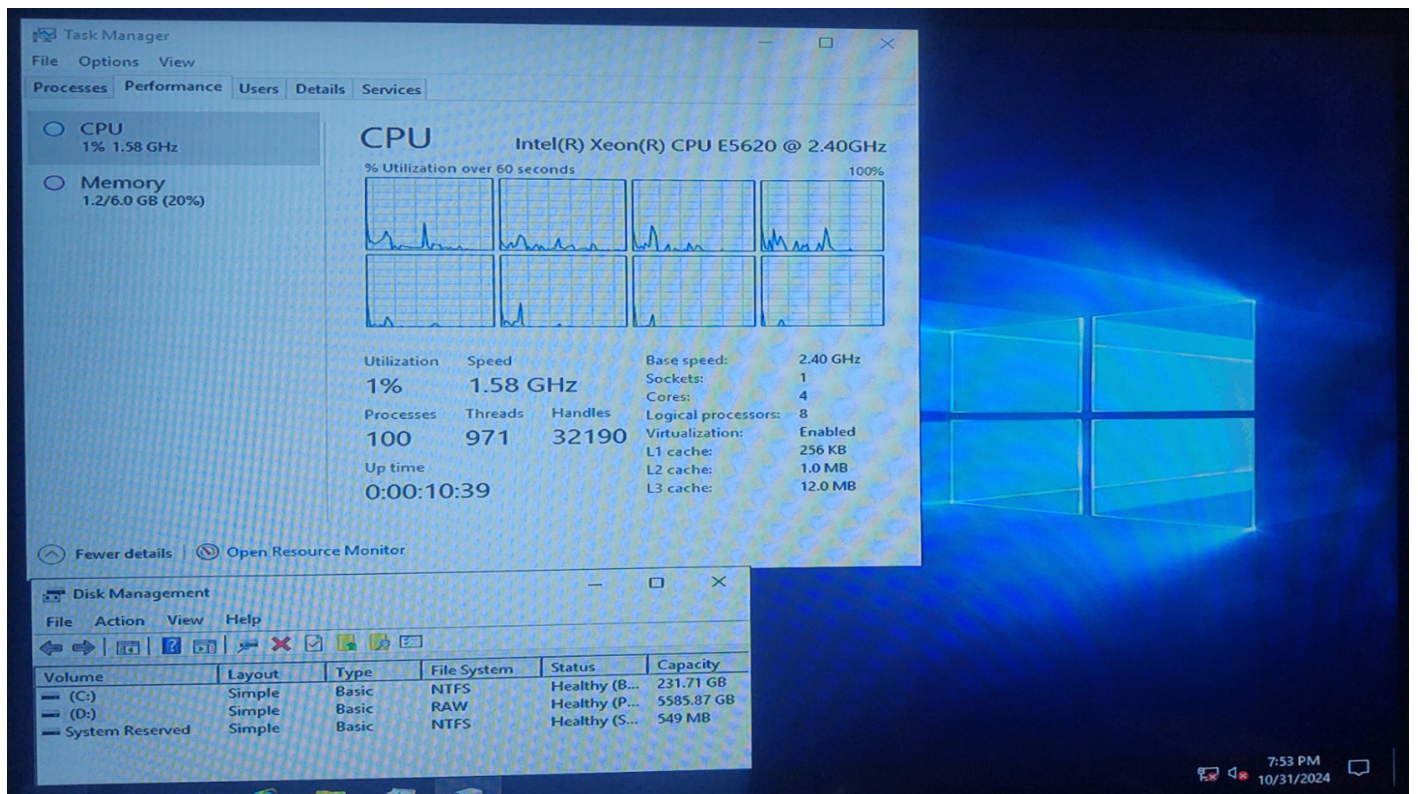 Task Manager
File Options View
Processes Performance Users Details Services
CPU
1% 1.58 GHz
Memory
1.2/6.0 GB (20%)
CPU Intel(R) Xeon(R) CPU E5620 @ 2.40GHz
% Utilization over 60 seconds 100%
Utilization Speed
1% 1.58 GHz
Processes Threads Handles
100 971 32190
Up time
0:00:10:39
Base speed: 2.40 GHz
Sockets: 1
Cores: 4
Logical processors: 8
Virtualization: Enabled
L1 cache: 256 KB
L2 cache: 1.0 MB
L3 cache: 12.0 MB
Fewer details Open Resource Monitor
Disk Management
File Action View Help
Volume Layout Type File System Status Capacity
(C:) Simple Basic NTFS Healthy (B... 231.71 GB
(D:) Simple Basic RAW Healthy (P... 5585.87 GB
System Reserved Simple Basic NTFS Healthy (S... 549 MB
7:53 PM
10/31/2024